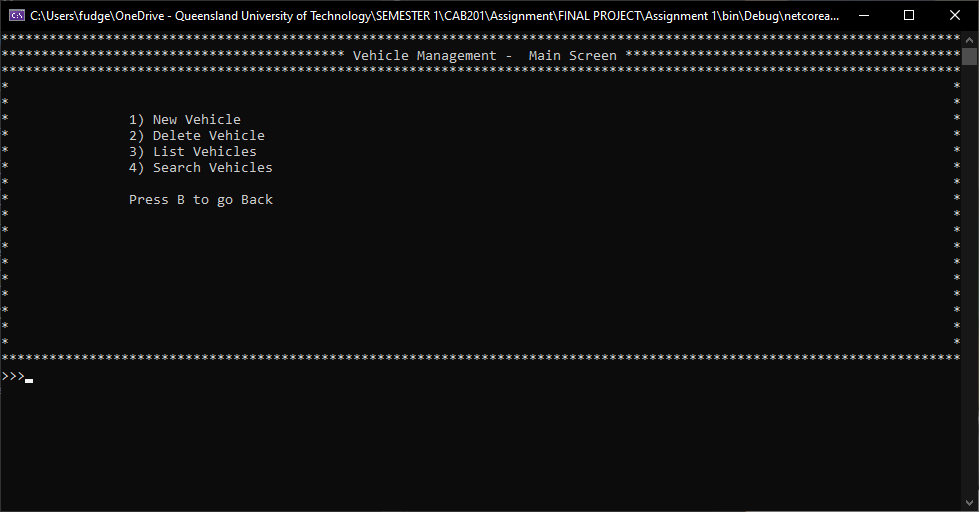 C:\Users\fudge\OneDrive - Queensland University of Technology\SEMESTER 1\CAB201\Assignment\FINAL PROJECT\Assignment 1\bin\Debug\netcorea...
************************************************************************************************************************
******************************************* Vehicle Management -  Main Screen ******************************************
************************************************************************************************************************
* *
* *
* 1) New Vehicle *
* 2) Delete Vehicle *
* 3) List Vehicles *
* 4) Search Vehicles *
* *
* Press B to go Back *
* *
* *
* *
* *
* *
* *
* *
* *
* *
************************************************************************************************************************
>>>